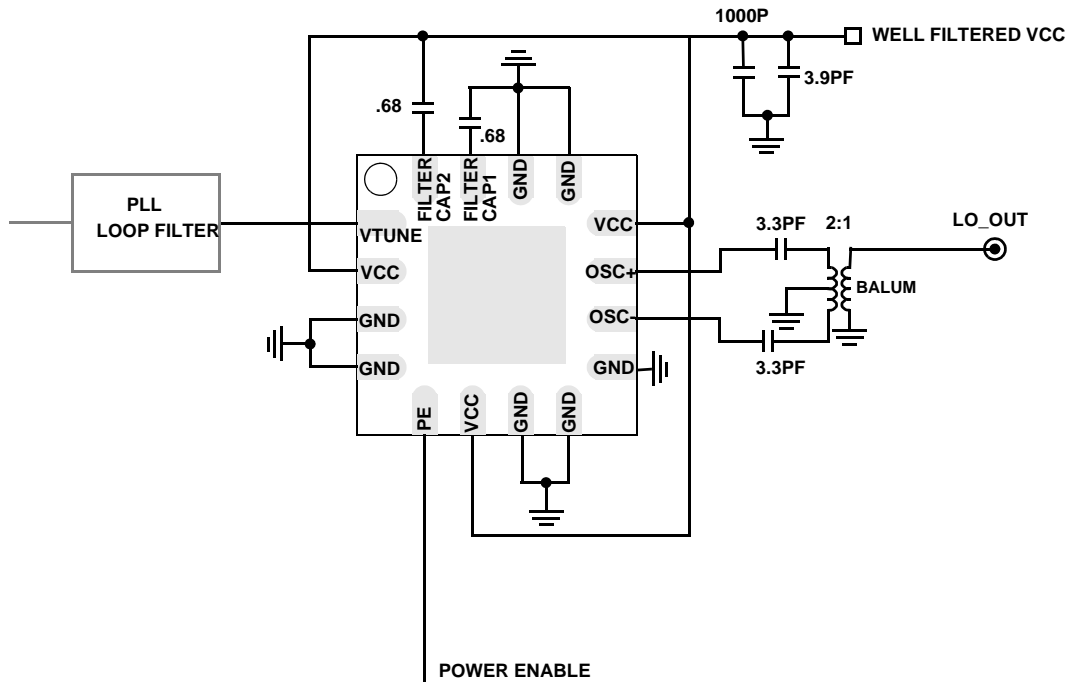 1000P
WELL FILTERED VCC
3.9PF
.68
.68
FILTER
CAP2
FILTER
CAP1
GND
GND
PLL
LOOP FILTER
VTUNE
VCC
GND
GND
VCC
OSC+
OSC-
GND
3.3PF
2:1
LO_OUT
BALUM
3.3PF
PE
VCC
GND
GND
POWER ENABLE